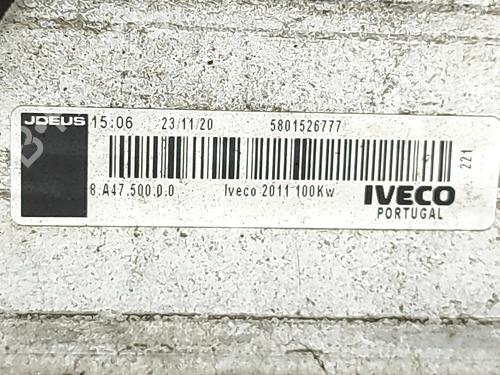 JDEUS 15:06 23/11/20 5801526777
8.A47.500.0.0 Iveco 2011 100Kw IVECO
PORTUGAL
221